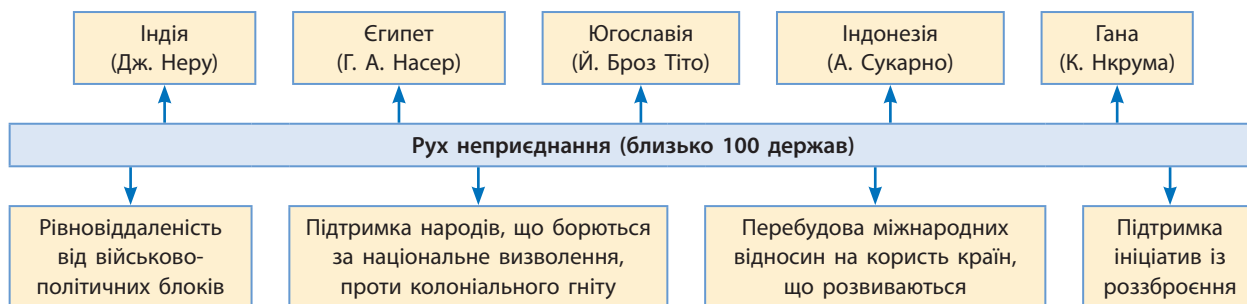 Індія
(Дж. Неру)
Єгипет
(Г. А. Насер)
Югославія
(Й. Броз Тіто)
Індонезія
(А. Сукарно)
Гана
(К. Нкрума)
Рух неприєднання (близько 100 держав)
Рівновіддаленість
від військово-
політичних блоків
Підтримка народів, що борються
за національне визволення,
проти колоніального гніту
Перебудова міжнародних
відносин на користь країн,
що розвиваються
Підтримка
ініціатив із
роззброєння